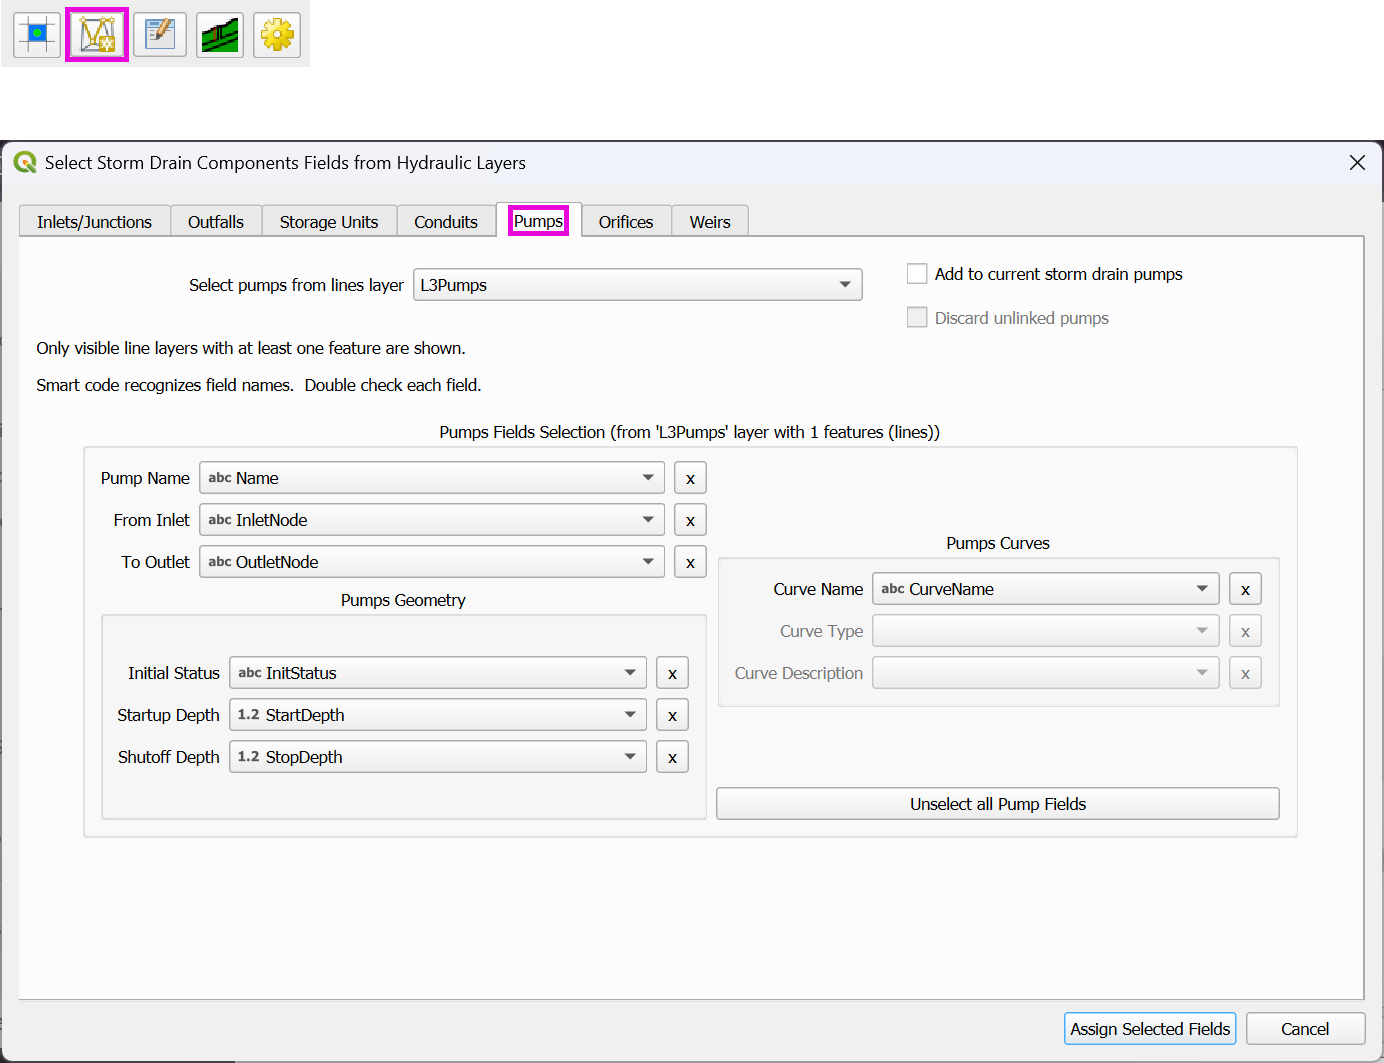 Select Storm Drain Components Fields from Hydraulic Layers
Inlets/Junctions Outfalls Storage Units Conduits Pumps Orifices Weirs
Select pumps from lines layer L3Pumps
Add to current storm drain pumps
Discard unlinked pumps
Only visible line layers with at least one feature are shown.
Smart code recognizes field names. Double check each field.
Pumps Fields Selection (from 'L3Pumps' layer with 1 features (lines))
Pump Name abc Name x
From Inlet abc InletNode x
To Outlet abc OutletNode x
Pumps Geometry
Initial Status abc InitStatus x
Startup Depth 1.2 StartDepth x
Shutoff Depth 1.2 StopDepth x
Pumps Curves
Curve Name abc CurveName x
Curve Type x
Curve Description x
Unselect all Pump Fields
Assign Selected Fields Cancel